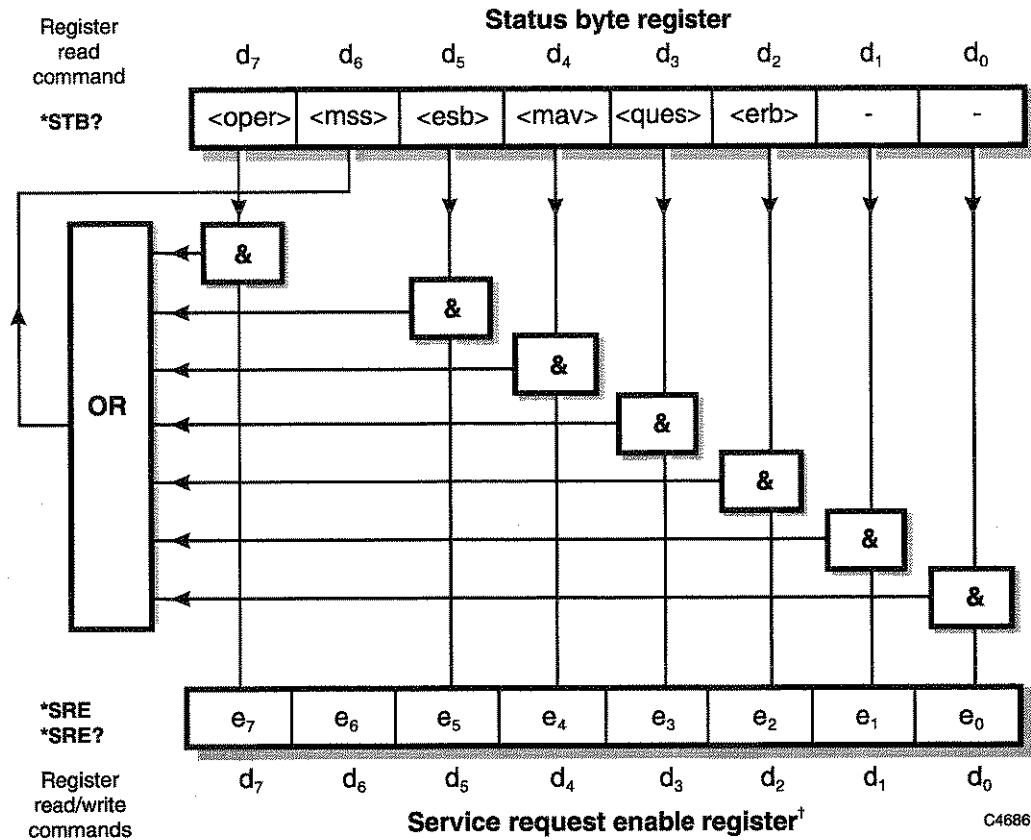 Status byte register
Register
read
command
d7 d6 d5 d4 d3 d2 d1 d0
*STB?
<oper> <mss> <esb> <mav> <ques> <erb> - -
&
&
&
OR
&
&
&
&
*SRE
*SRE?
e7 e6 e5 e4 e3 e2 e1 e0
Register
read/write
commands
d7 d6 d5 d4 d3 d2 d1 d0
Service request enable register†
C4686